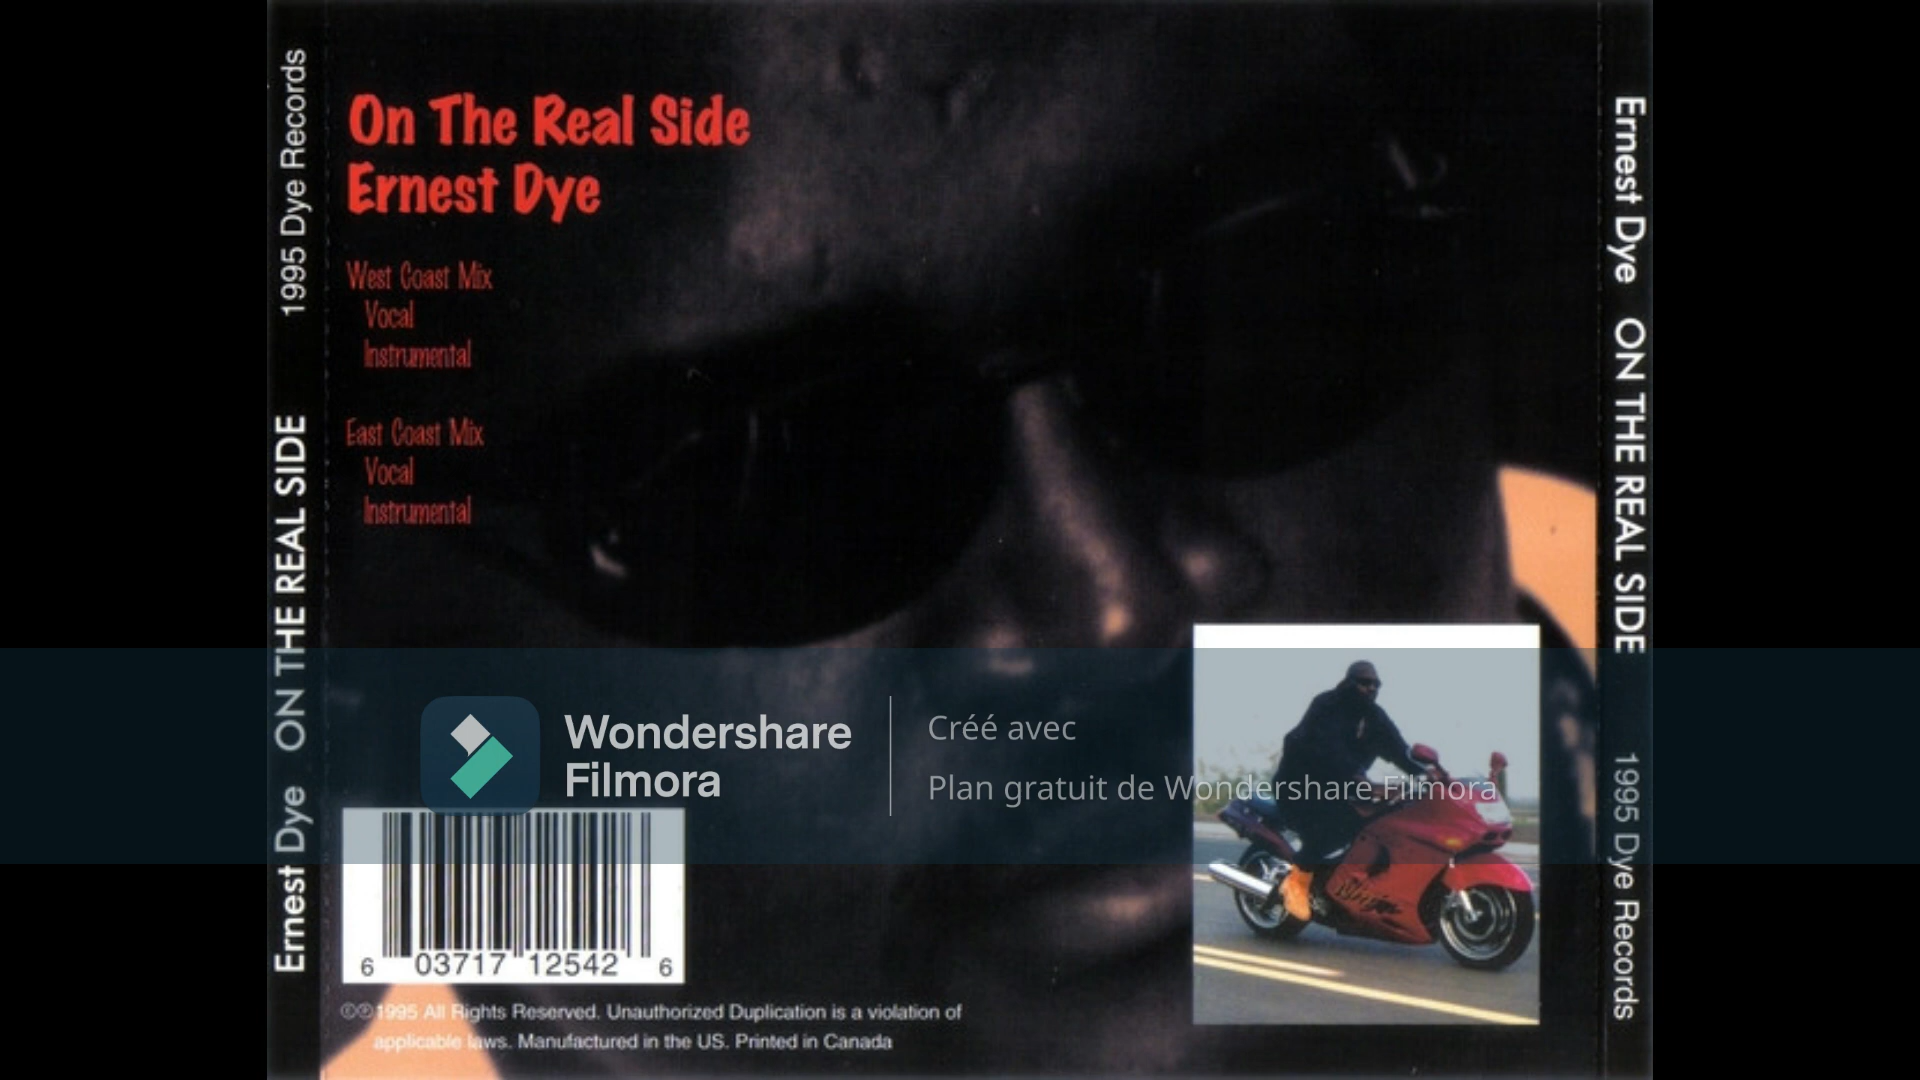 On The Real Side
Ernest Dye
West Coast Mix
Vocal
Instrumental
East Coast Mix
Vocal
Instrumental
Ernest Dye ON THE REAL SIDE 1995 Dye Records
Ernest Dye ON THE REAL SIDE 1995 Dye Records
Wondershare
Filmora
Créé avec
Plan gratuit de Wondershare Filmora
Ninja
6 03717 12542 6
©℗1995 All Rights Reserved. Unauthorized Duplication is a violation of
applicable laws. Manufactured in the US. Printed in Canada